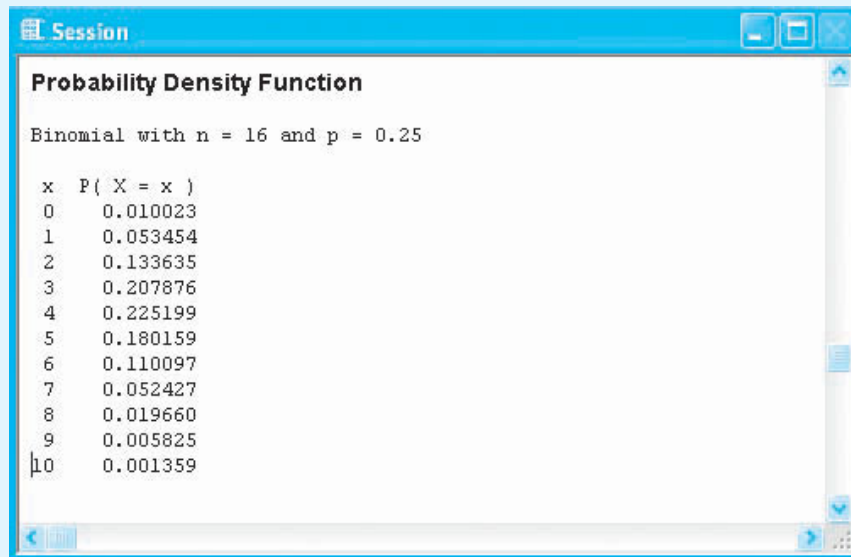 Session
Probability Density Function
Binomial with n = 16 and p = 0.25
x P( X = x )
0 0.010023
1 0.053454
2 0.133635
3 0.207876
4 0.225199
5 0.180159
6 0.110097
7 0.052427
8 0.019660
9 0.005825
10 0.001359